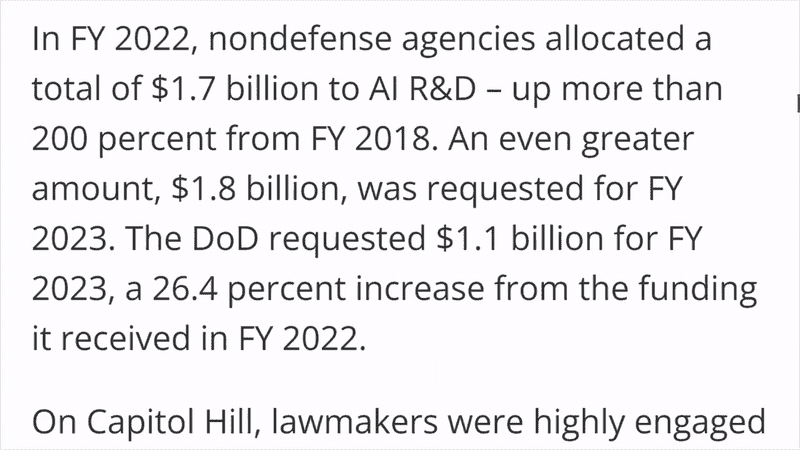 In FY 2022, nondefense agencies allocated a
total of $1.7 billion to AI R&D – up more than
200 percent from FY 2018. An even greater
amount, $1.8 billion, was requested for FY
2023. The DoD requested $1.1 billion for FY
2023, a 26.4 percent increase from the funding
it received in FY 2022.
On Capitol Hill, lawmakers were highly engaged